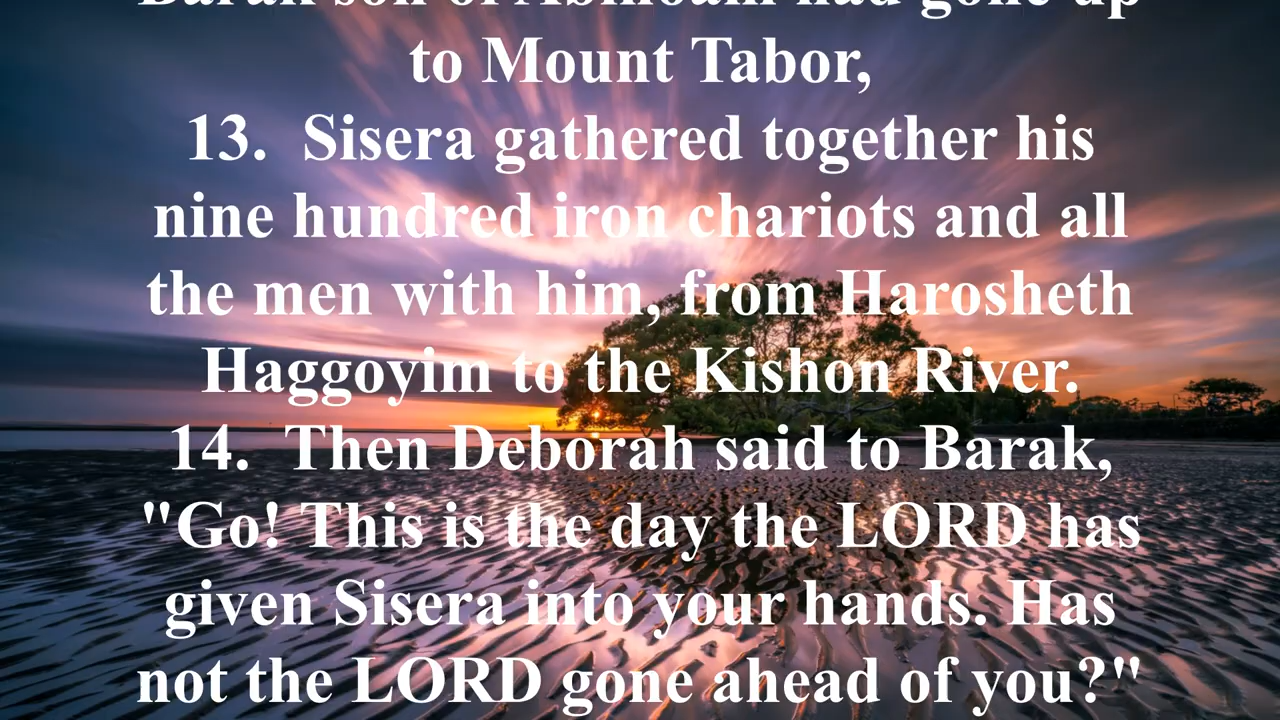 Barak son of Abinoam had gone up
to Mount Tabor,
13.  Sisera gathered together his
nine hundred iron chariots and all
the men with him, from Harosheth
Haggoyim to the Kishon River.
14.  Then Deborah said to Barak,
"Go! This is the day the LORD has
given Sisera into your hands. Has
not the LORD gone ahead of you?"